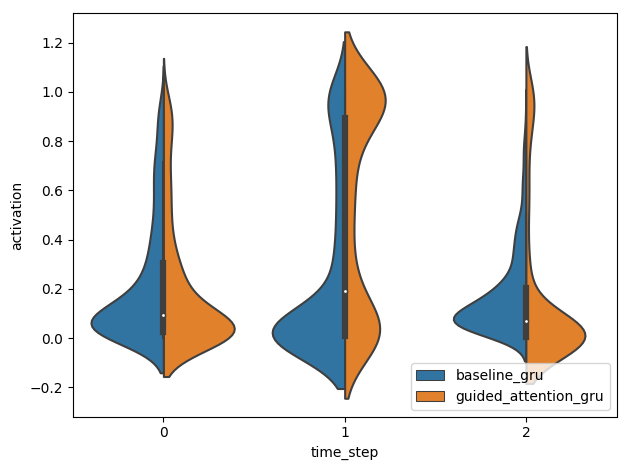 1.2
1.0
0.8
0.6
0.4
0.2
0.0
−0.2
activation
0 1 2
time_step
baseline_gru
guided_attention_gru